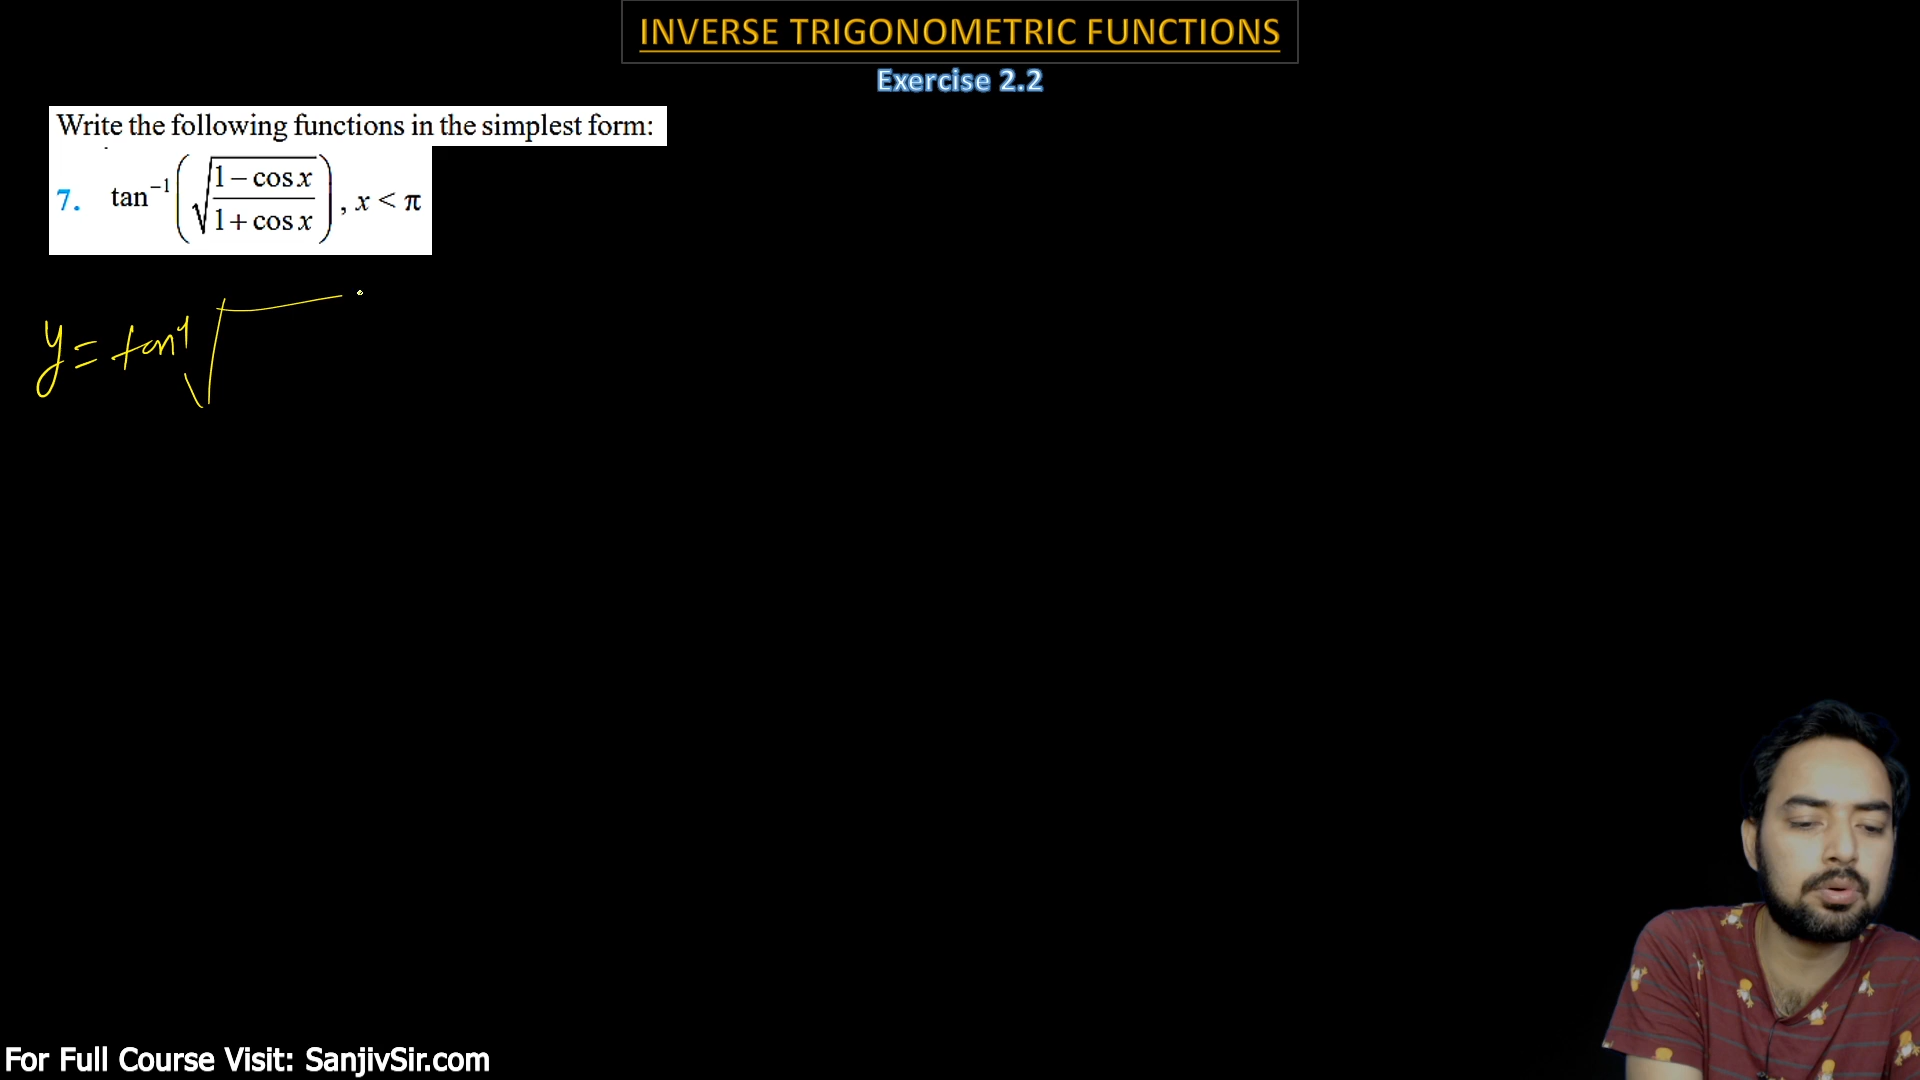 INVERSE TRIGONOMETRIC FUNCTIONS
Exercise 2.2
Write the following functions in the simplest form:
7. tan⁻¹(√((1 − cos x)/(1 + cos x))), x < π
y = tan⁻¹√
For Full Course Visit: SanjivSir.com